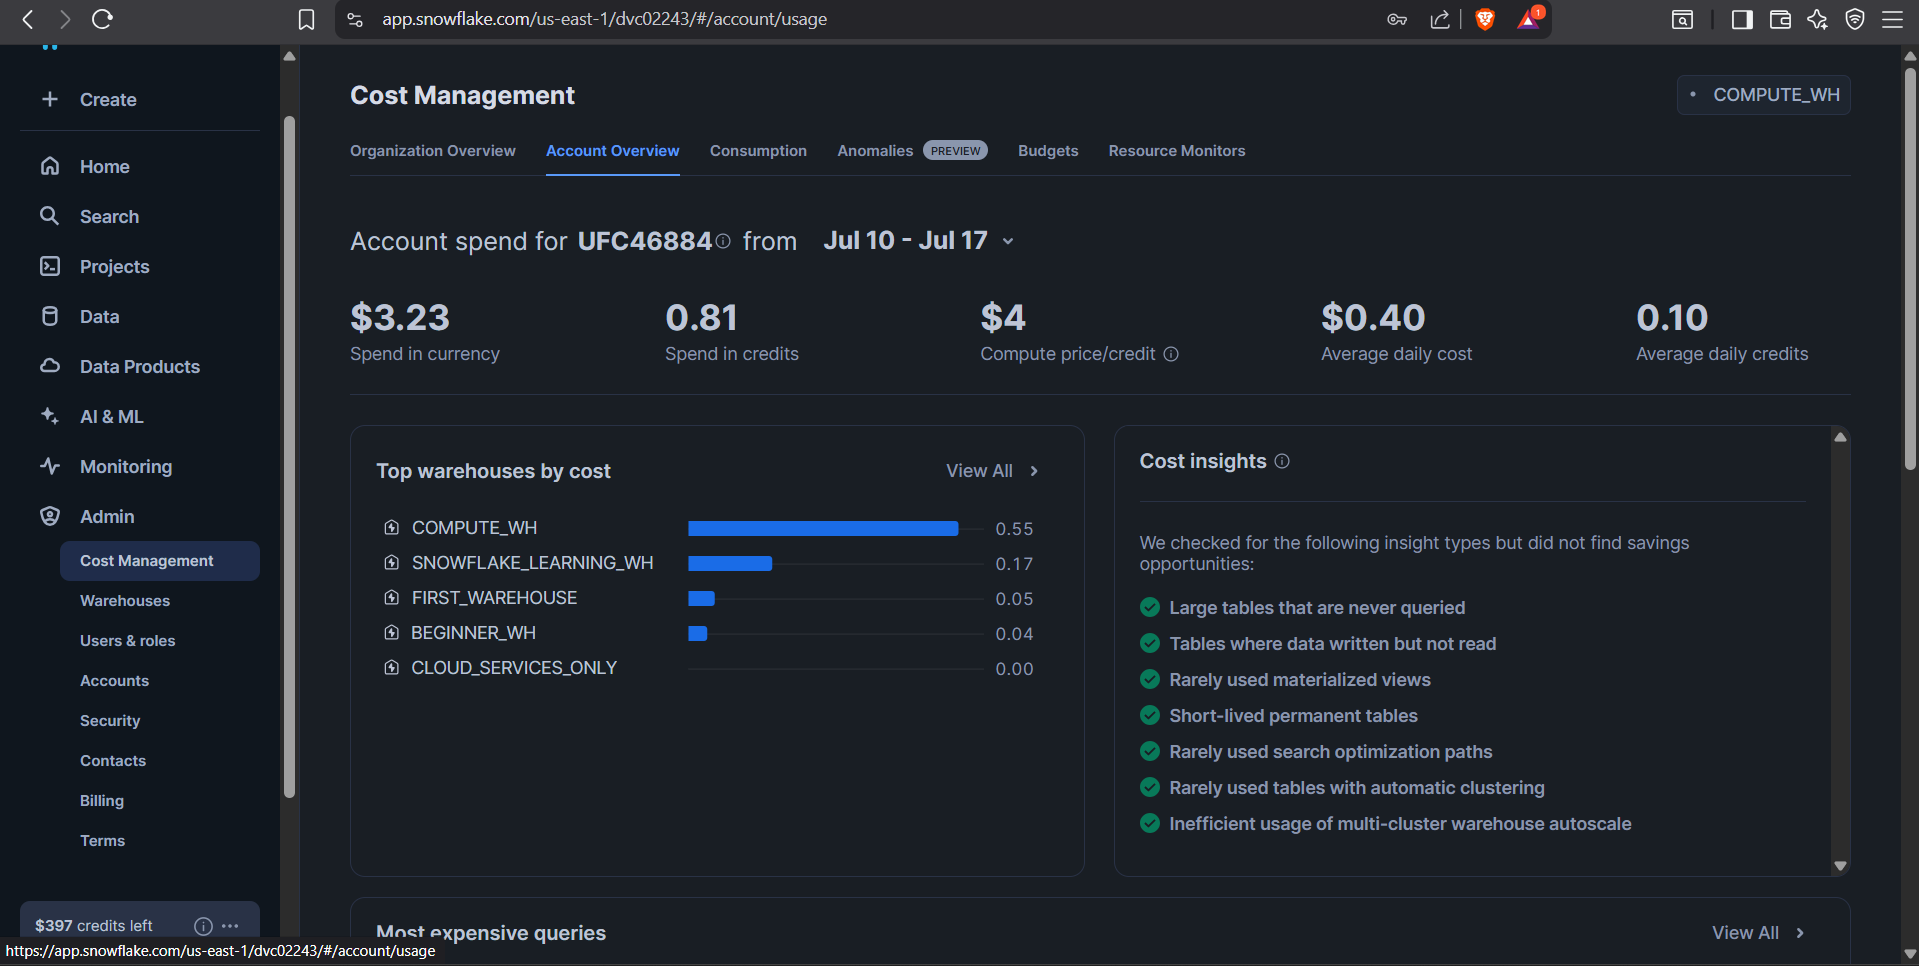 app.snowflake.com/us-east-1/dvc02243/#/account/usage
1
Create
Home
Search
Projects
Data
Data Products
AI & ML
Monitoring
Admin
Cost Management
Warehouses
Users & roles
Accounts
Security
Contacts
Billing
Terms
$397 credits left
https://app.snowflake.com/us-east-1/dvc02243/#/account/usage
Cost Management
COMPUTE_WH
Organization Overview Account Overview Consumption Anomalies PREVIEW Budgets Resource Monitors
Account spend for UFC46884 from Jul 10 - Jul 17
$3.23 0.81 $4 $0.40 0.10
Spend in currency Spend in credits Compute price/credit Average daily cost Average daily credits
Top warehouses by cost View All
COMPUTE_WH 0.55
SNOWFLAKE_LEARNING_WH 0.17
FIRST_WAREHOUSE 0.05
BEGINNER_WH 0.04
CLOUD_SERVICES_ONLY 0.00
Cost insights
We checked for the following insight types but did not find savings
opportunities:
Large tables that are never queried
Tables where data written but not read
Rarely used materialized views
Short-lived permanent tables
Rarely used search optimization paths
Rarely used tables with automatic clustering
Inefficient usage of multi-cluster warehouse autoscale
Most expensive queries View All